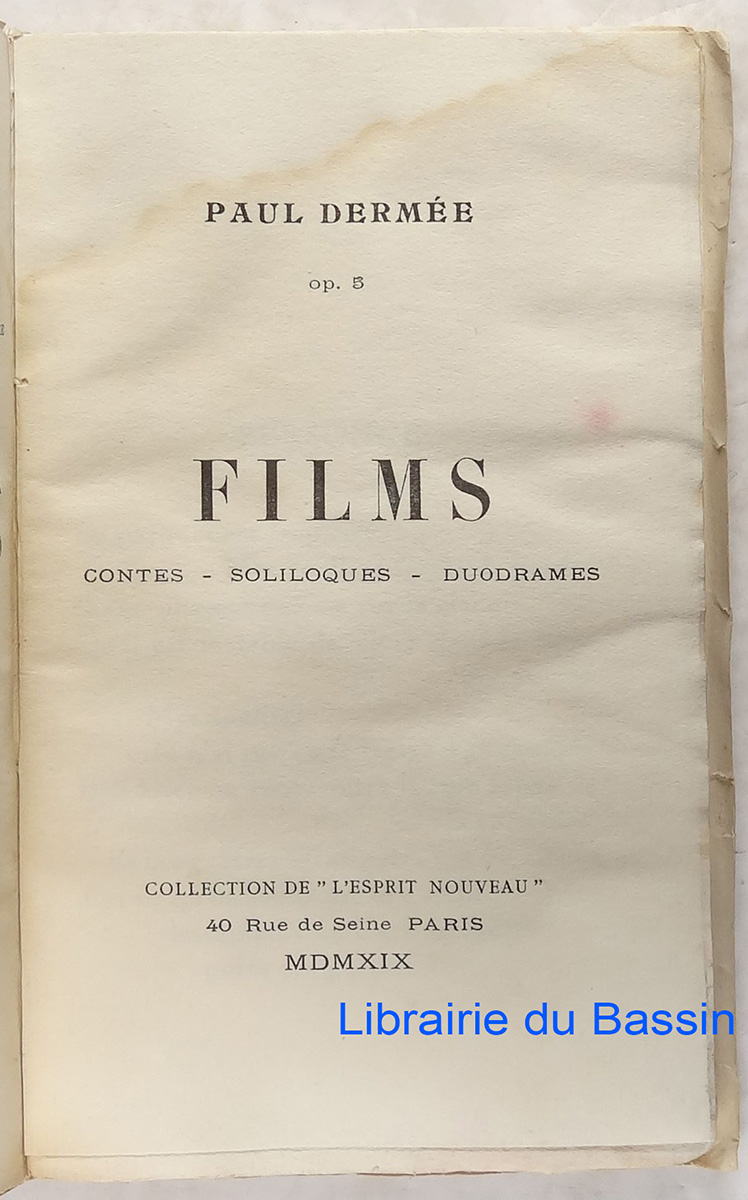 PAUL DERMÉE
op. 5
FILMS
CONTES - SOLILOQUES - DUODRAMES
COLLECTION DE " L'ESPRIT NOUVEAU "
40 Rue de Seine PARIS
MDMXIX
Librairie du Bassin